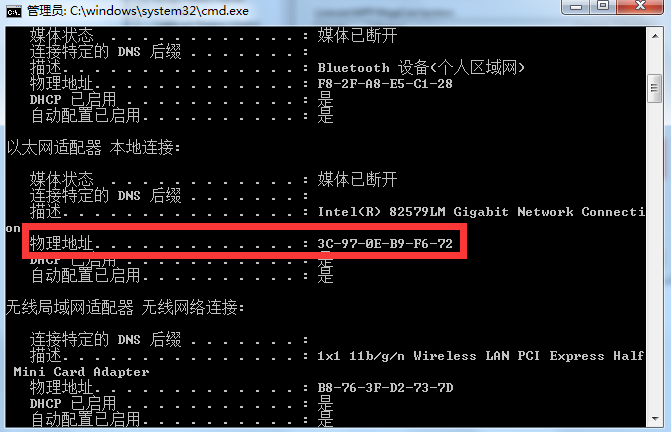 管理员: C:\windows\system32\cmd.exe
媒体状态 . . . . . . . . . . . . : 媒体已断开
连接特定的 DNS 后缀 . . . . . . . :
描述. . . . . . . . . . . . . . . : Bluetooth 设备(个人区域网)
物理地址. . . . . . . . . . . . . : F8-2F-A8-E5-C1-28
DHCP 已启用 . . . . . . . . . . . : 是
自动配置已启用. . . . . . . . . . : 是
以太网适配器 本地连接:
媒体状态 . . . . . . . . . . . . : 媒体已断开
连接特定的 DNS 后缀 . . . . . . . :
描述. . . . . . . . . . . . . . . : Intel(R) 82579LM Gigabit Network Connecti
on
物理地址. . . . . . . . . . . . . : 3C-97-0E-B9-F6-72
DHCP 已启用 . . . . . . . . . . . : 是
自动配置已启用. . . . . . . . . . : 是
无线局域网适配器 无线网络连接:
连接特定的 DNS 后缀 . . . . . . . :
描述. . . . . . . . . . . . . . . : 1x1 11b/g/n Wireless LAN PCI Express Half
Mini Card Adapter
物理地址. . . . . . . . . . . . . : B8-76-3F-D2-73-7D
DHCP 已启用 . . . . . . . . . . . : 是
自动配置已启用. . . . . . . . . . : 是